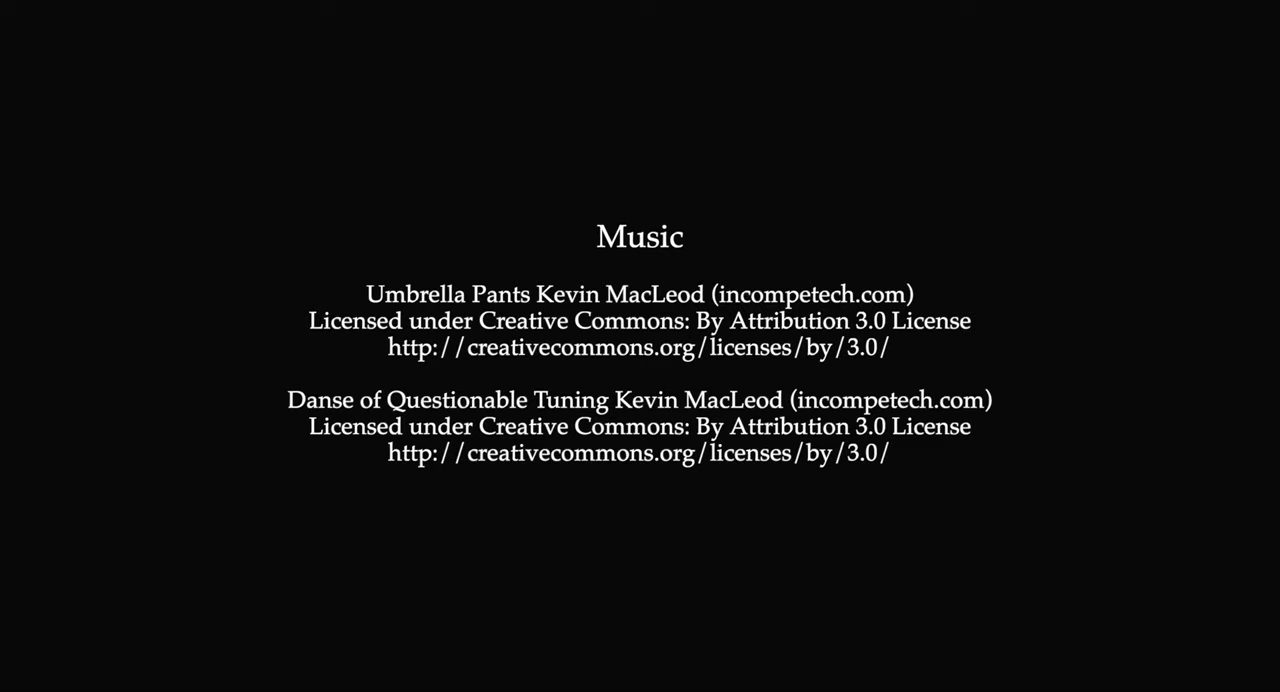 Music
Umbrella Pants Kevin MacLeod (incompetech.com)
Licensed under Creative Commons: By Attribution 3.0 License
http://creativecommons.org/licenses/by/3.0/
Danse of Questionable Tuning Kevin MacLeod (incompetech.com)
Licensed under Creative Commons: By Attribution 3.0 License
http://creativecommons.org/licenses/by/3.0/